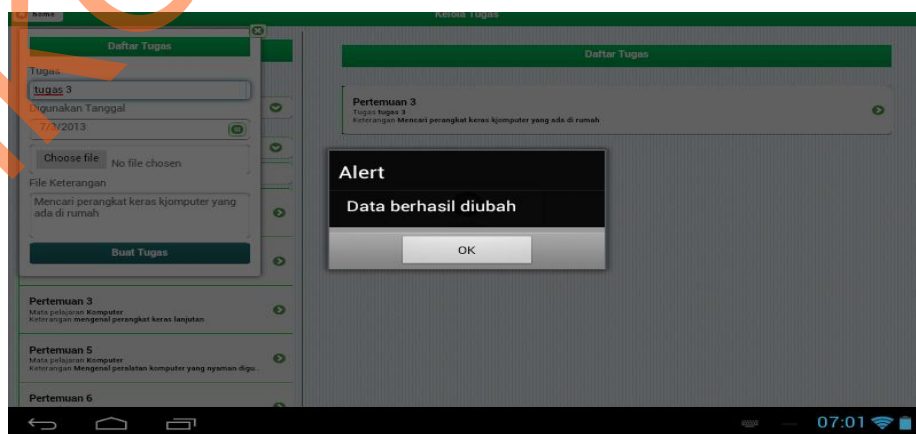 home
Kelola Tugas
Daftar Tugas
Tugas
tugas 3
Digunakan Tanggal
7/3/2013
Choose file No file chosen
File Keterangan
Mencari perangkat keras kjomputer yang
ada di rumah
Buat Tugas
Pertemuan 3
Mata pelajaran Komputer
Keterangan mengenal perangkat keras lanjutan
Pertemuan 5
Mata pelajaran Komputer
Keterangan Mengenal peralatan komputer yang nyaman digu...
Pertemuan 6
Daftar Tugas
Pertemuan 3
Tugas tugas 3
Keterangan Mencari perangkat keras kjomputer yang ada di rumah
Alert
Data berhasil diubah
OK
07:01